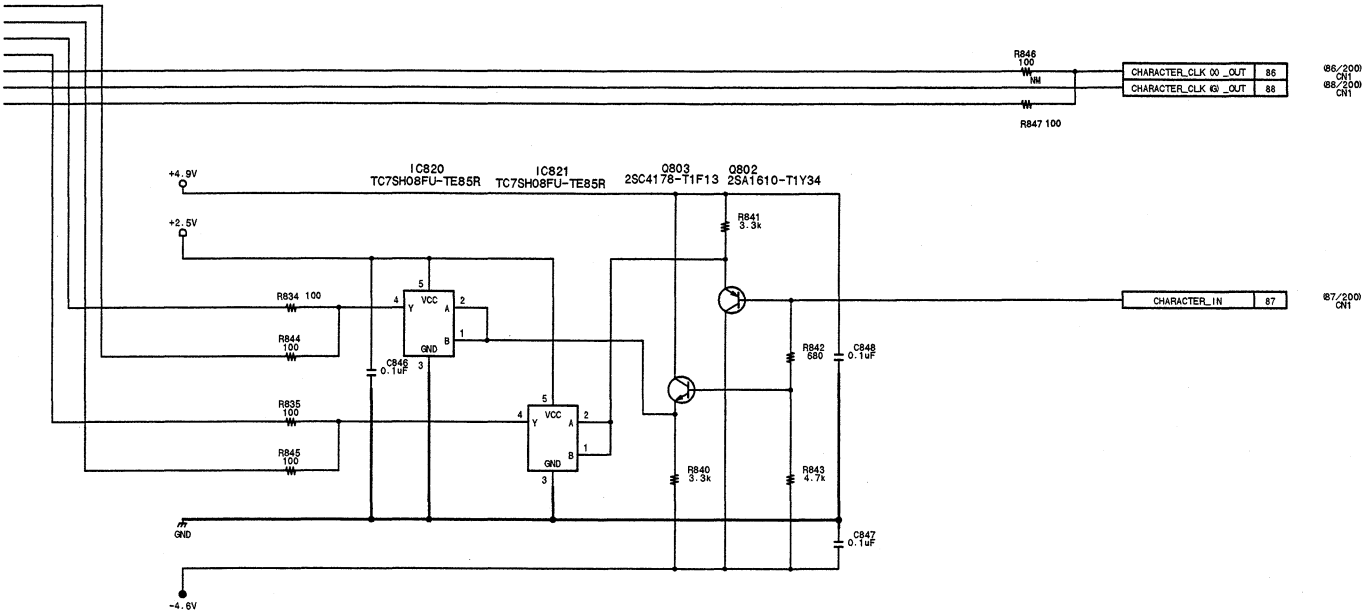 R846
100
NM
CHARACTER_CLK (X) _OUT 86
(86/200)
CN1
CHARACTER_CLK (G) _OUT 88
(88/200)
CN1
R847 100
+4.9V
IC820
TC7SH08FU-TE85R
IC821
TC7SH08FU-TE85R
Q803
2SC4178-T1F13
Q802
2SA1610-T1Y34
+2.5V
R841
3.3k
5
VCC
4
Y
A
2
B
1
GND
3
R834 100
R844
100
C846
0.1uF
CHARACTER_IN 87
(87/200)
CN1
R842
680
C848
0.1uF
R835
100
R845
100
5
VCC
4
Y
A
2
B
1
GND
3
R840
3.3k
R843
4.7k
GND
C847
0.1uF
-4.6V